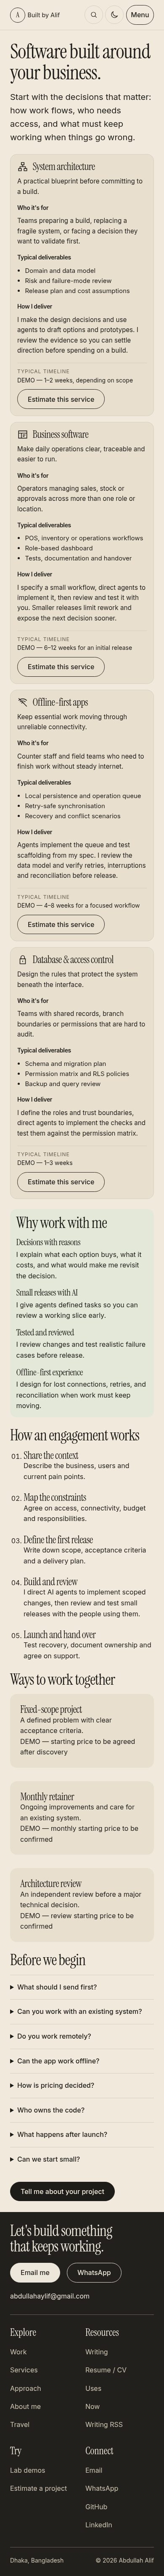 A Built by Alif
Menu
Software built around
your business.
Start with the decisions that matter:
how work moves, who needs
access, and what must keep
working when things go wrong.
System architecture
A practical blueprint before committing to
a build.
Who it's for
Teams preparing a build, replacing a
fragile system, or facing a decision they
want to validate first.
Typical deliverables
• Domain and data model
• Risk and failure-mode review
• Release plan and cost assumptions
How I deliver
I make the design decisions and use
agents to draft options and prototypes. I
review the evidence so you can settle
direction before spending on a build.
TYPICAL TIMELINE
DEMO — 1–2 weeks, depending on scope
Estimate this service
Business software
Make daily operations clear, traceable and
easier to run.
Who it's for
Operators managing sales, stock or
approvals across more than one role or
location.
Typical deliverables
• POS, inventory or operations workflows
• Role-based dashboard
• Tests, documentation and handover
How I deliver
I specify a small workflow, direct agents to
implement it, then review and test it with
you. Smaller releases limit rework and
expose the next decision sooner.
TYPICAL TIMELINE
DEMO — 6–12 weeks for an initial release
Estimate this service
Offline-first apps
Keep essential work moving through
unreliable connectivity.
Who it's for
Counter staff and field teams who need to
finish work without steady internet.
Typical deliverables
• Local persistence and operation queue
• Retry-safe synchronisation
• Recovery and conflict scenarios
How I deliver
Agents implement the queue and test
scaffolding from my spec. I review the
data model and verify retries, interruptions
and reconciliation before release.
TYPICAL TIMELINE
DEMO — 4–8 weeks for a focused workflow
Estimate this service
Database & access control
Design the rules that protect the system
beneath the interface.
Who it's for
Teams with shared records, branch
boundaries or permissions that are hard to
audit.
Typical deliverables
• Schema and migration plan
• Permission matrix and RLS policies
• Backup and query review
How I deliver
I define the roles and trust boundaries,
direct agents to implement the checks and
test them against the permission matrix.
TYPICAL TIMELINE
DEMO — 1–3 weeks
Estimate this service
Why work with me
Decisions with reasons
I explain what each option buys, what it
costs, and what would make me revisit
the decision.
Small releases with AI
I give agents defined tasks so you can
review a working slice early.
Tested and reviewed
I review changes and test realistic failure
cases before release.
Offline-first experience
I design for lost connections, retries, and
reconciliation when work must keep
moving.
How an engagement works
01. Share the context
Describe the business, users and
current pain points.
02. Map the constraints
Agree on access, connectivity, budget
and responsibilities.
03. Define the first release
Write down scope, acceptance criteria
and a delivery plan.
04. Build and review
I direct AI agents to implement scoped
changes, then review and test small
releases with people using them.
05. Launch and hand over
Test recovery, document ownership and
agree on support.
Ways to work together
Fixed-scope project
A defined problem with clear
acceptance criteria.
DEMO — starting price to be agreed
after discovery
Monthly retainer
Ongoing improvements and care for
an existing system.
DEMO — monthly starting price to be
confirmed
Architecture review
An independent review before a major
technical decision.
DEMO — review starting price to be
confirmed
Before we begin
What should I send first?
Can you work with an existing system?
Do you work remotely?
Can the app work offline?
How is pricing decided?
Who owns the code?
What happens after launch?
Can we start small?
Tell me about your project
Let's build something
that keeps working.
Email me
WhatsApp
abdullahaylif@gmail.com
Explore
Work
Services
Approach
About me
Travel
Resources
Writing
Resume / CV
Uses
Now
Writing RSS
Try
Lab demos
Estimate a project
Connect
Email
WhatsApp
GitHub
LinkedIn
Dhaka, Bangladesh
© 2026 Abdullah Alif